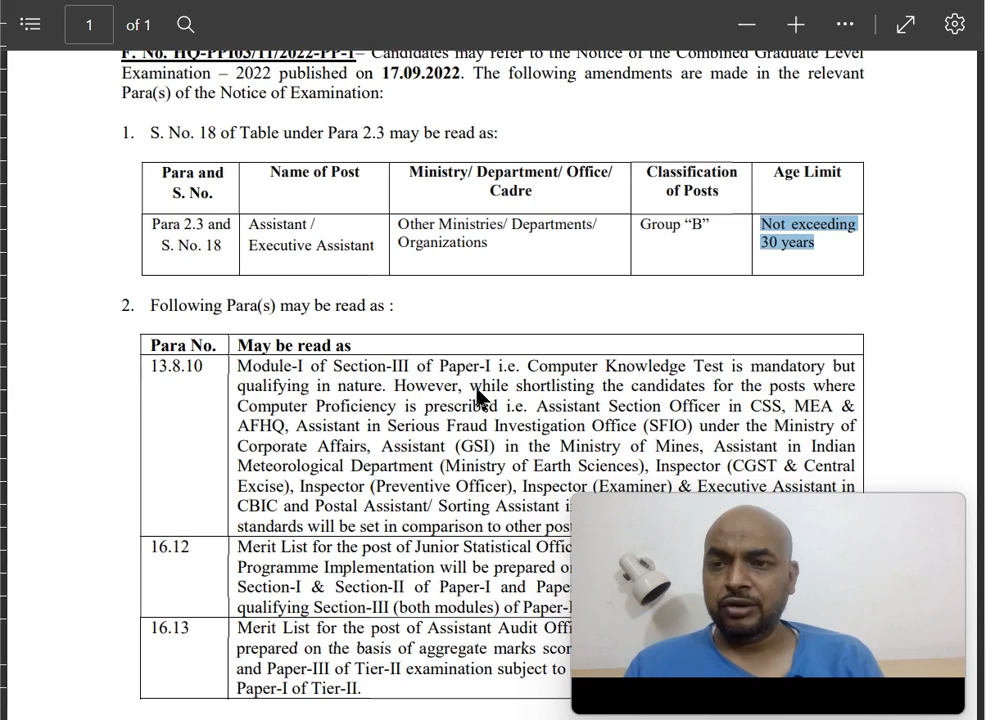 1 of 1
F. No. HQ-PPI03/11/2022-PP-1– Candidates may refer to the Notice of the Combined Graduate Level
Examination – 2022 published on 17.09.2022. The following amendments are made in the relevant
Para(s) of the Notice of Examination:
1. S. No. 18 of Table under Para 2.3 may be read as:
Para and Name of Post Ministry/ Department/ Office/ Classification Age Limit
S. No. Cadre of Posts
Para 2.3 and Assistant / Other Ministries/ Departments/ Group “B” Not exceeding
S. No. 18 Executive Assistant Organizations 30 years
2. Following Para(s) may be read as :
Para No. May be read as
13.8.10 Module-I of Section-III of Paper-I i.e. Computer Knowledge Test is mandatory but
qualifying in nature. However, while shortlisting the candidates for the posts where
Computer Proficiency is prescribed i.e. Assistant Section Officer in CSS, MEA &
AFHQ, Assistant in Serious Fraud Investigation Office (SFIO) under the Ministry of
Corporate Affairs, Assistant (GSI) in the Ministry of Mines, Assistant in Indian
Meteorological Department (Ministry of Earth Sciences), Inspector (CGST & Central
Excise), Inspector (Preventive Officer), Inspector (Examiner) & Executive Assistant in
CBIC and Postal Assistant/ Sorting Assistant
standards will be set in comparison to other
16.12 Merit List for the post of Junior Statistical
Programme Implementation will be prepared
Section-I & Section-II of Paper-I and
qualifying Section-III (both modules) of
16.13 Merit List for the post of Assistant Audit
prepared on the basis of aggregate marks
and Paper-III of Tier-II examination subject to
Paper-I of Tier-II.